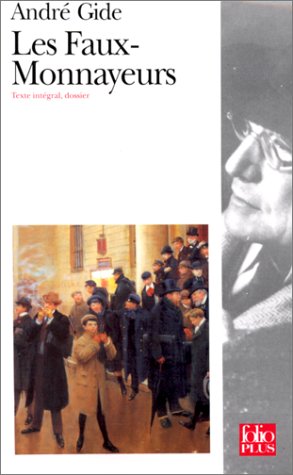 André Gide
Les Faux-
Monnayeurs
Texte intégral, dossier
folio
PLUS